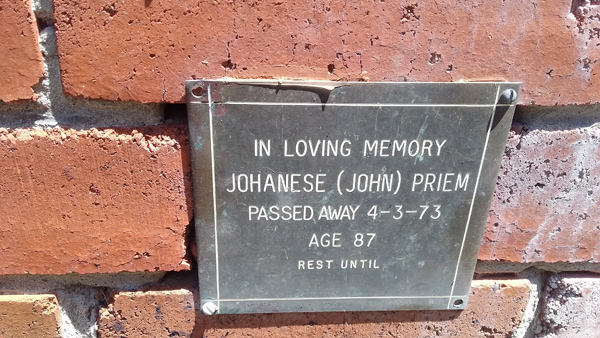 IN LOVING MEMORY
JOHANESE (JOHN) PRIEM
PASSED AWAY 4-3-73
AGE 87
REST UNTIL